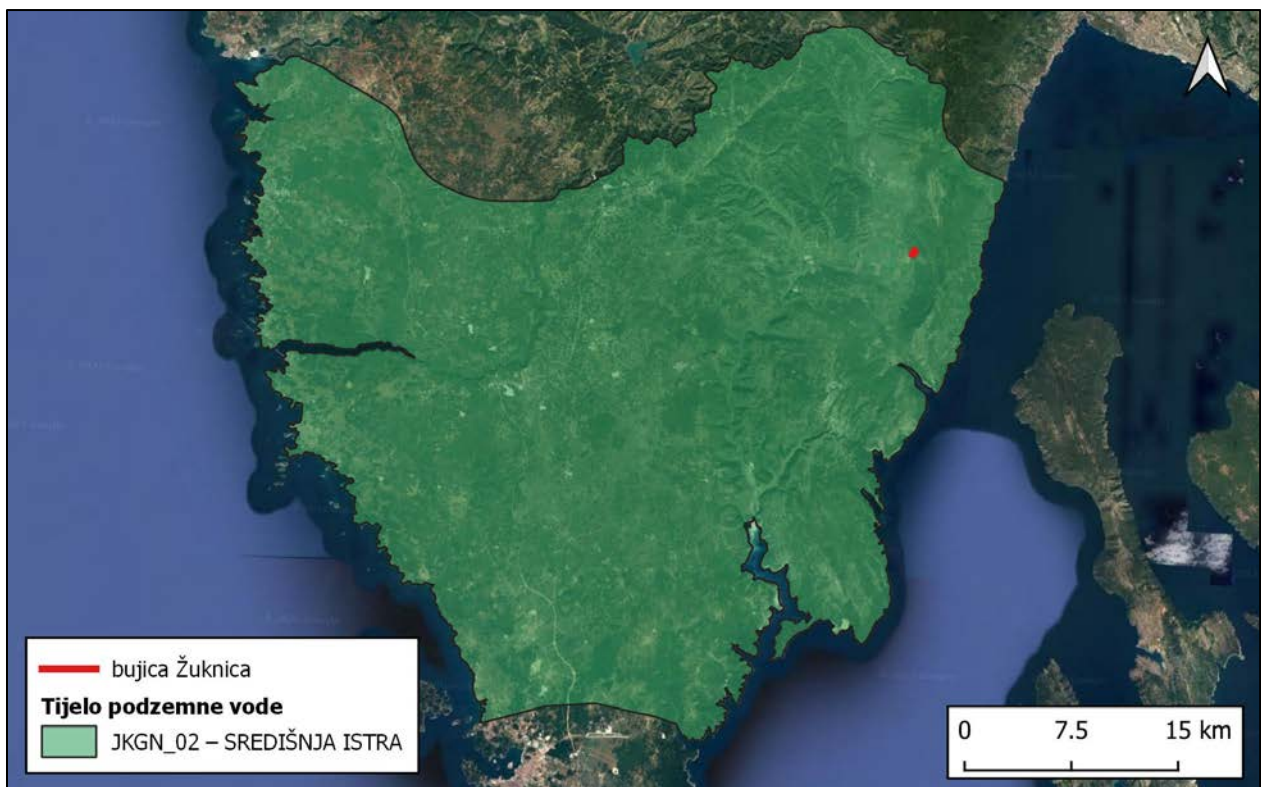 bujica Žuknica
Tijelo podzemne vode
JKGN_02 – SREDIŠNJA ISTRA
0 7.5 15 km